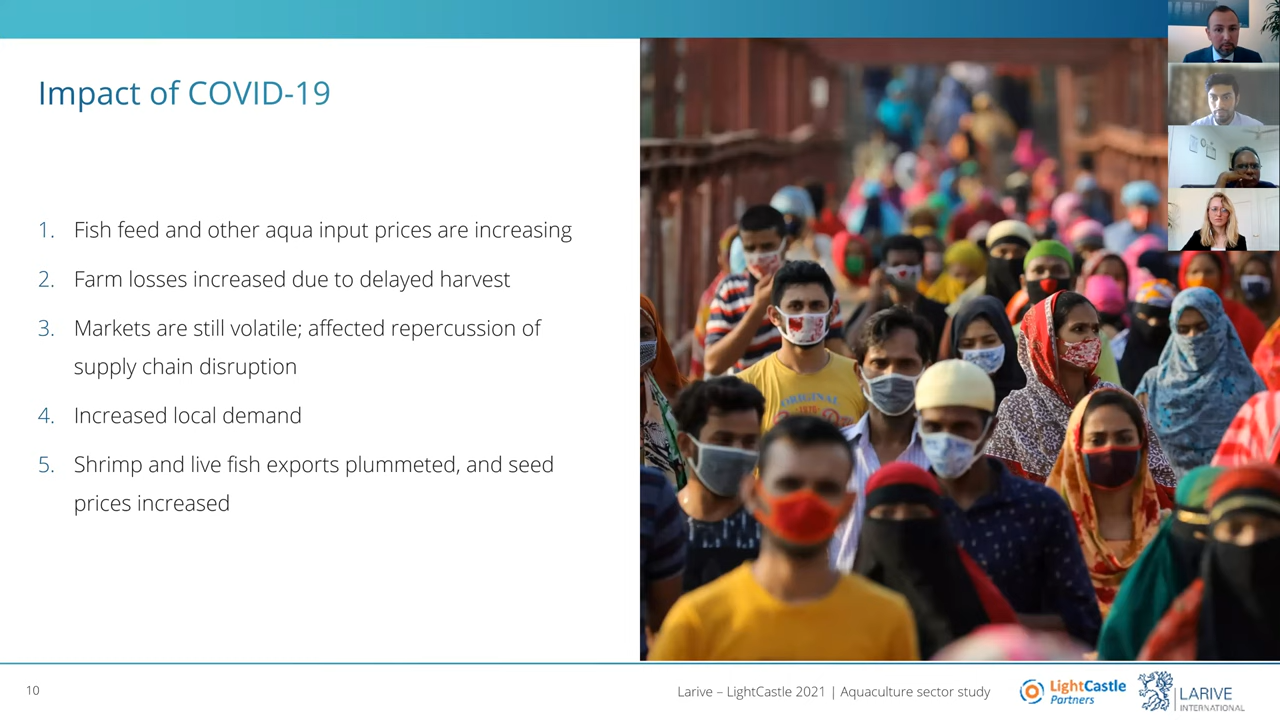 Impact of COVID-19
1. Fish feed and other aqua input prices are increasing
2. Farm losses increased due to delayed harvest
3. Markets are still volatile; affected repercussion of
supply chain disruption
4. Increased local demand
5. Shrimp and live fish exports plummeted, and seed
prices increased
ORIGINAL
10
Larive – LightCastle 2021 | Aquaculture sector study
LightCastle
Partners
LARIVE
INTERNATIONAL